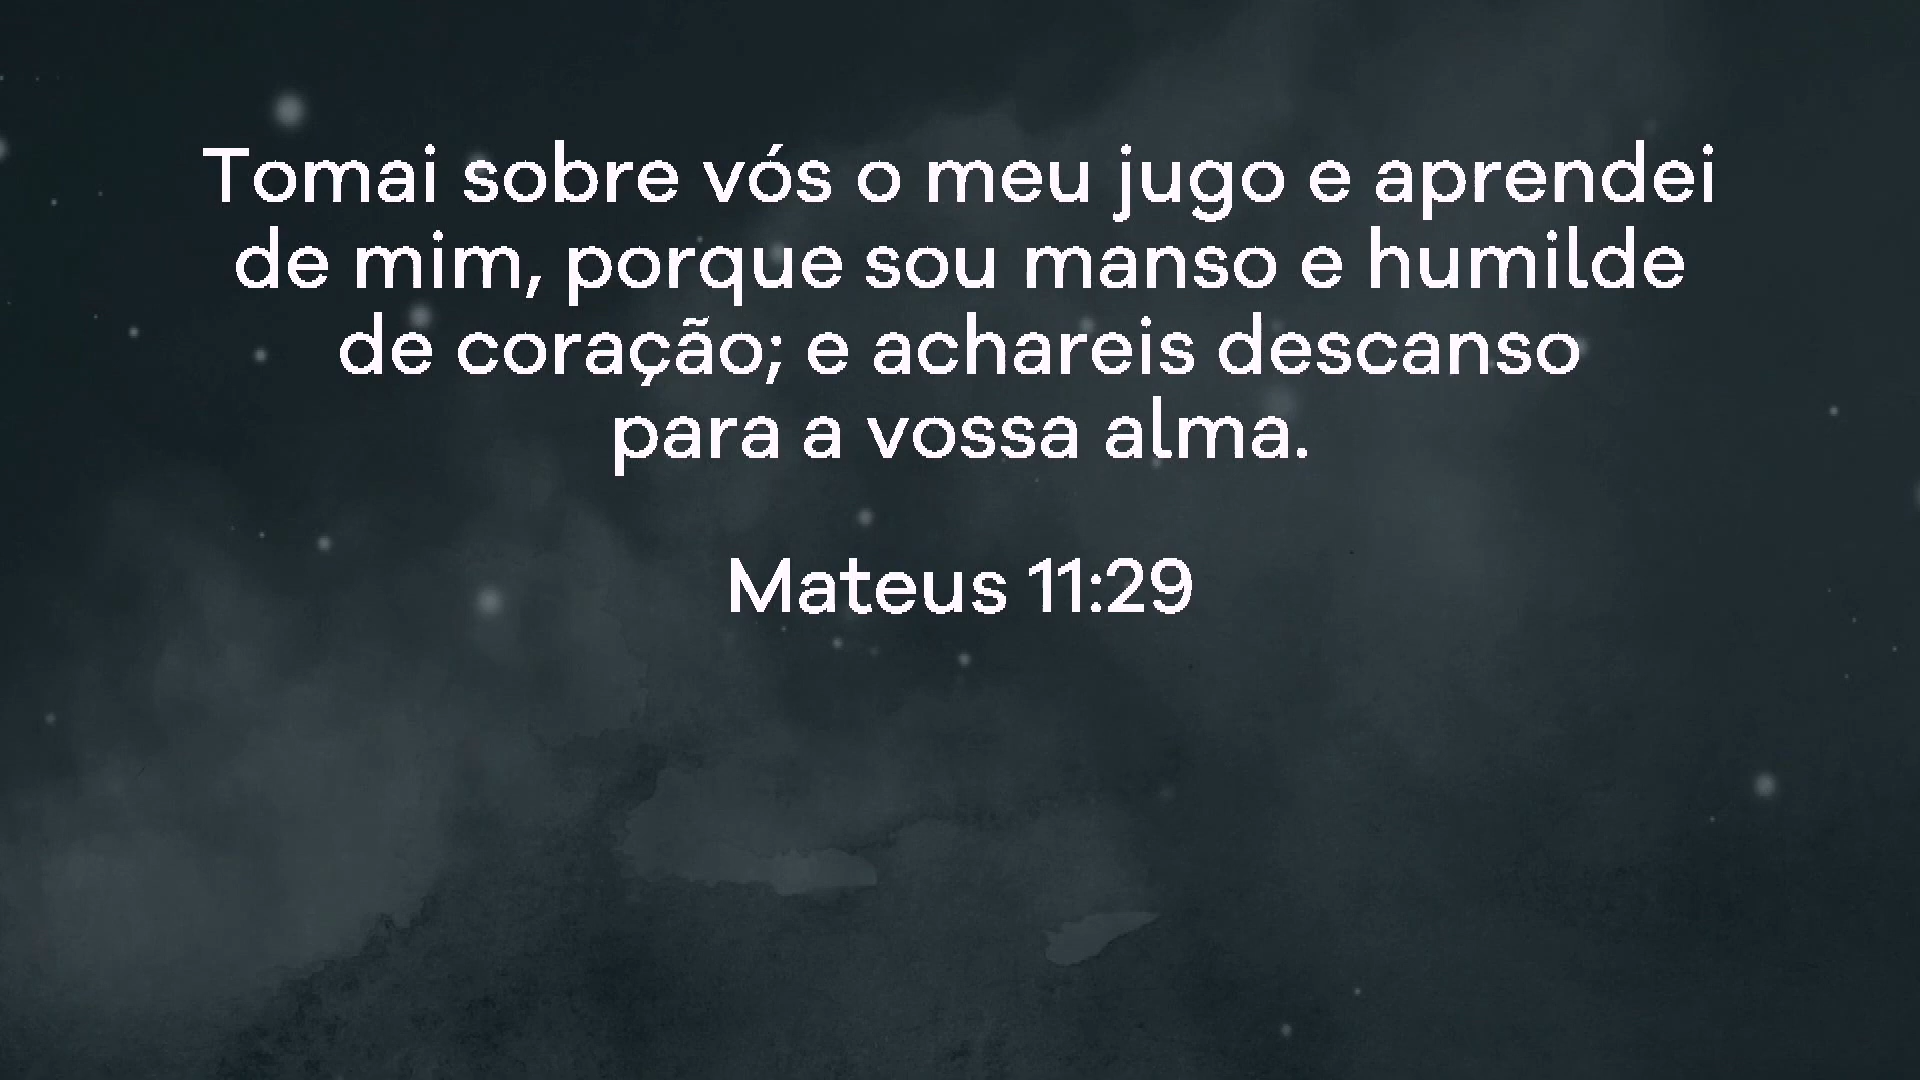 Tomai sobre vós o meu jugo e aprendei
de mim, porque sou manso e humilde
de coração; e achareis descanso
para a vossa alma.
Mateus 11:29